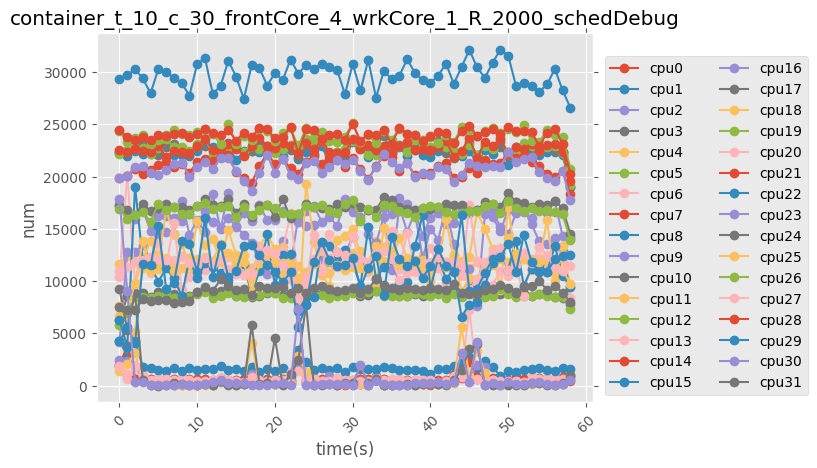 container_t_10_c_30_frontCore_4_wrkCore_1_R_2000_schedDebug
30000
25000
20000
15000
10000
5000
0
num
0
10
20
30
40
50
60
time(s)
cpu0
cpu1
cpu2
cpu3
cpu4
cpu5
cpu6
cpu7
cpu8
cpu9
cpu10
cpu11
cpu12
cpu13
cpu14
cpu15
cpu16
cpu17
cpu18
cpu19
cpu20
cpu21
cpu22
cpu23
cpu24
cpu25
cpu26
cpu27
cpu28
cpu29
cpu30
cpu31